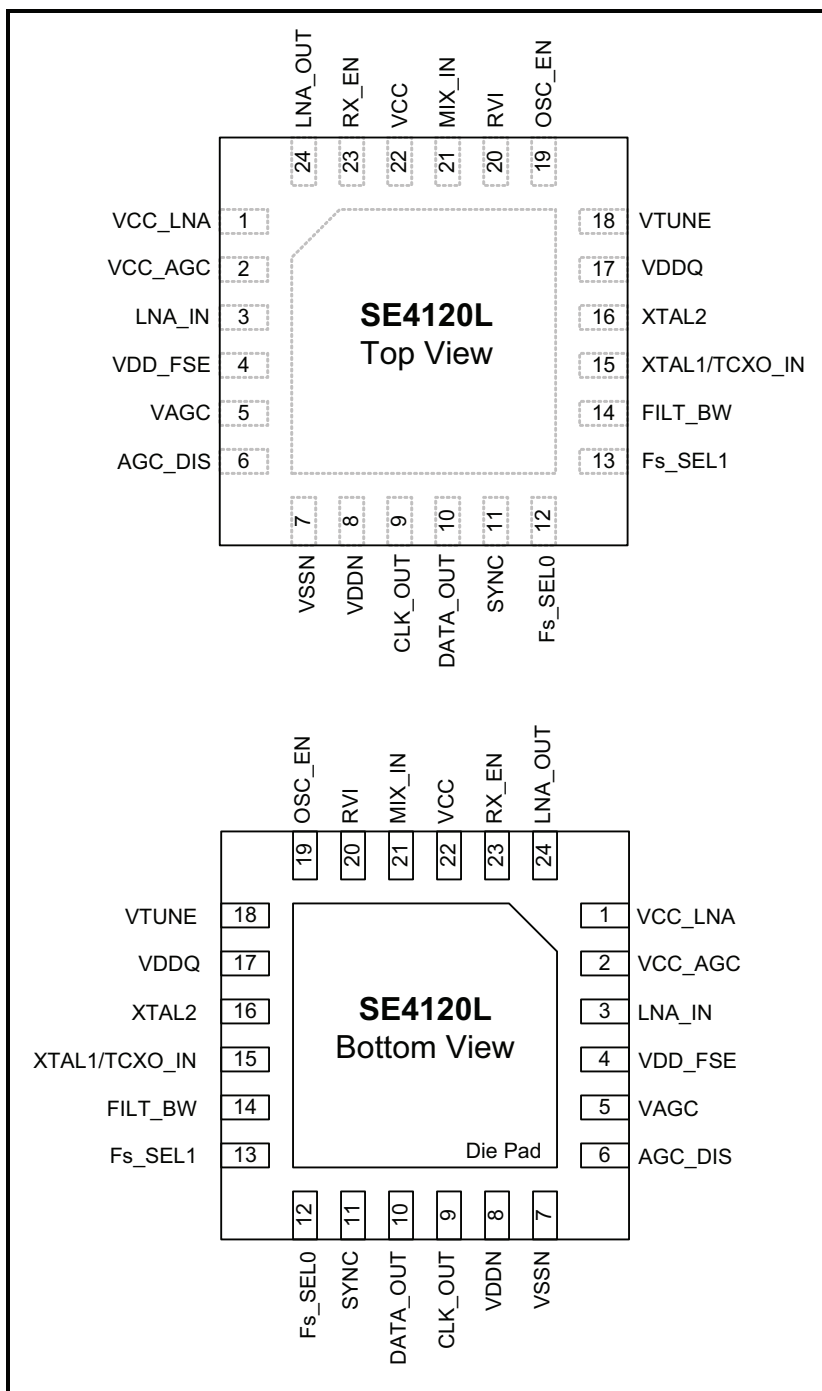 LNA_OUT
RX_EN
VCC
MIX_IN
RVI
OSC_EN
24
23
22
21
20
19
VCC_LNA 1
18 VTUNE
VCC_AGC 2
17 VDDQ
LNA_IN 3
16 XTAL2
VDD_FSE 4
15 XTAL1/TCXO_IN
VAGC 5
14 FILT_BW
AGC_DIS 6
13 Fs_SEL1
SE4120L
Top View
7
8
9
10
11
12
VSSN
VDDN
CLK_OUT
DATA_OUT
SYNC
Fs_SEL0
OSC_EN
RVI
MIX_IN
VCC
RX_EN
LNA_OUT
19
20
21
22
23
24
VTUNE 18
1 VCC_LNA
VDDQ 17
2 VCC_AGC
XTAL2 16
3 LNA_IN
XTAL1/TCXO_IN 15
4 VDD_FSE
FILT_BW 14
5 VAGC
Fs_SEL1 13
6 AGC_DIS
SE4120L
Bottom View
Die Pad
12
11
10
9
8
7
Fs_SEL0
SYNC
DATA_OUT
CLK_OUT
VDDN
VSSN